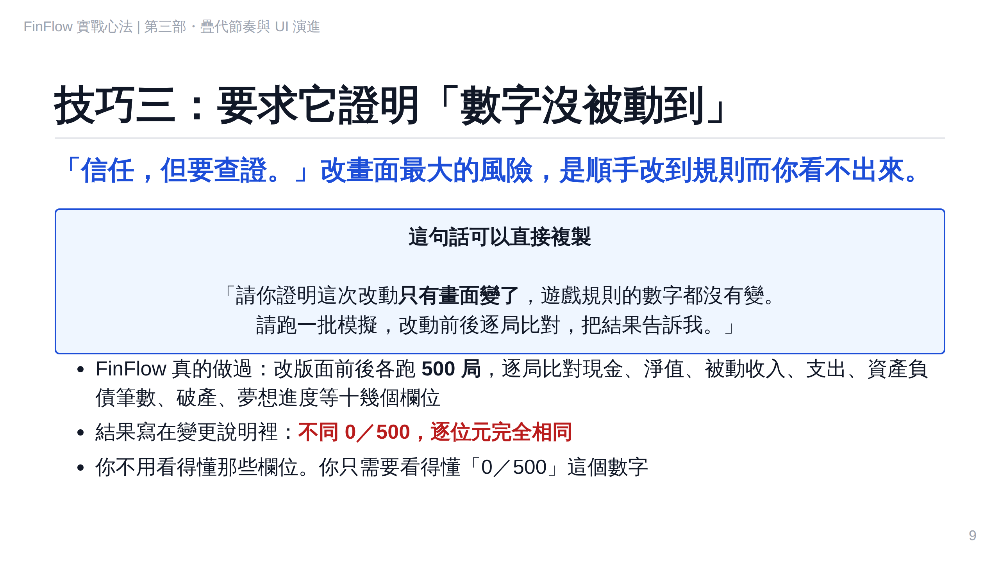 FinFlow 實戰心法 | 第三部・疊代節奏與 UI 演進
技巧三：要求它證明「數字沒被動到」
「信任，但要查證。」改畫面最大的風險，是順手改到規則而你看不出來。
這句話可以直接複製
「請你證明這次改動只有畫面變了，遊戲規則的數字都沒有變。
請跑一批模擬，改動前後逐局比對，把結果告訴我。」
• FinFlow 真的做過：改版面前後各跑 500 局，逐局比對現金、淨值、被動收入、支出、資產負
債筆數、破產、夢想進度等十幾個欄位
• 結果寫在變更說明裡：不同 0／500，逐位元完全相同
• 你不用看得懂那些欄位。你只需要看得懂「0／500」這個數字
9